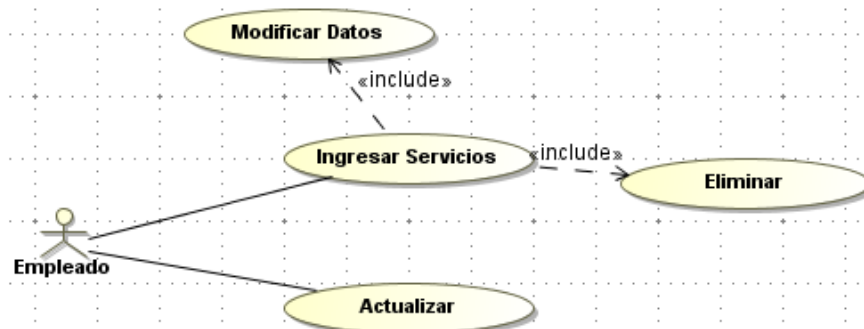 Modificar Datos
«include»
Ingresar Servicios
«include»
Eliminar
Empleado
Actualizar